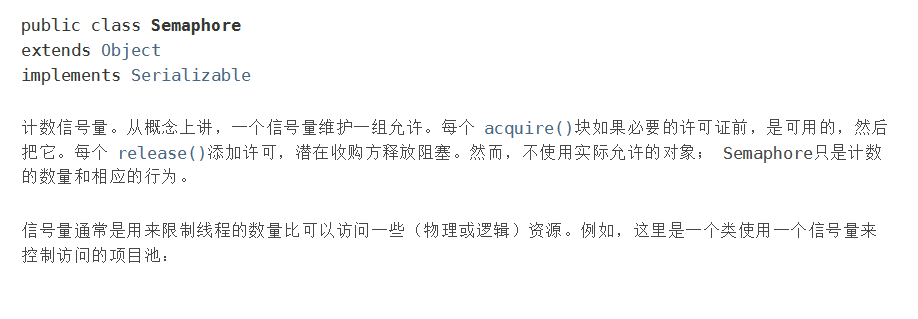 public class Semaphore
extends Object
implements Serializable
计数信号量。从概念上讲，一个信号量维护一组允许。每个 acquire()块如果必要的许可证前，是可用的，然后
把它。每个 release()添加许可，潜在收购方释放阻塞。然而，不使用实际允许的对象； Semaphore只是计数
的数量和相应的行为。
信号量通常是用来限制线程的数量比可以访问一些（物理或逻辑）资源。例如，这里是一个类使用一个信号量来
控制访问的项目池：